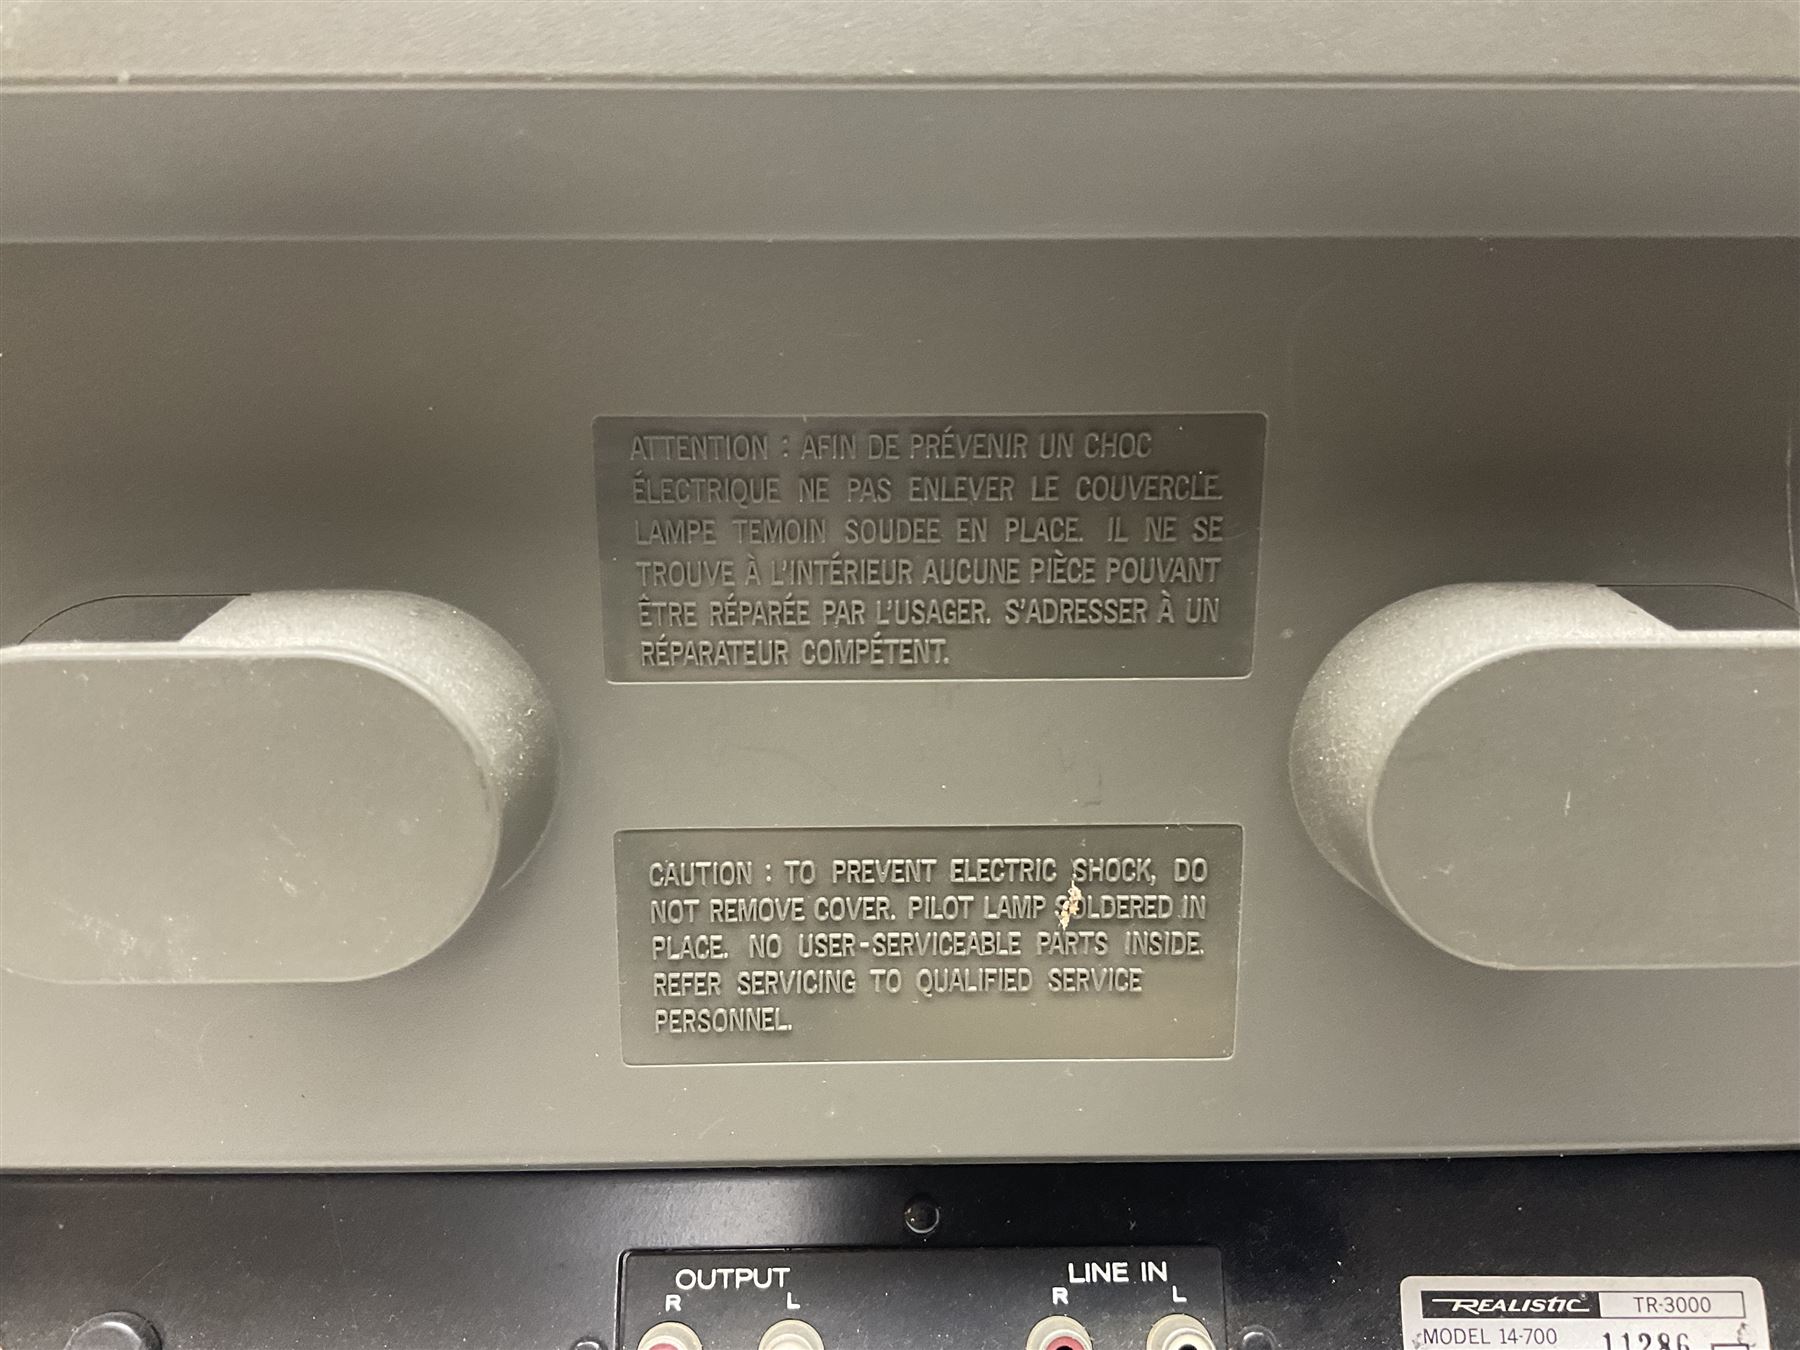 ATTENTION : AFIN DE PRÉVENIR UN CHOC
ÉLECTRIQUE NE PAS ENLEVER LE COUVERCLE.
LAMPE TEMOIN SOUDEE EN PLACE. IL NE SE
TROUVE À L'INTÉRIEUR AUCUNE PIÈCE POUVANT
ÊTRE RÉPARÉE PAR L'USAGER. S'ADRESSER À UN
RÉPARATEUR COMPÉTENT.
CAUTION : TO PREVENT ELECTRIC SHOCK, DO
NOT REMOVE COVER. PILOT LAMP SOLDERED IN
PLACE. NO USER-SERVICEABLE PARTS INSIDE.
REFER SERVICING TO QUALIFIED SERVICE
PERSONNEL.
OUTPUT
R L
LINE IN
R L
REALISTIC TR-3000
MODEL 14-700 11286